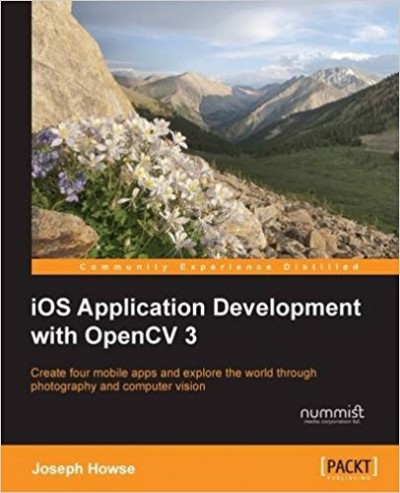 Community Experience Distilled
iOS Application Development
with OpenCV 3
Create four mobile apps and explore the world through
photography and computer vision
nummist
media corporation ltd.
Joseph Howse
[PACKT]
PUBLISHING